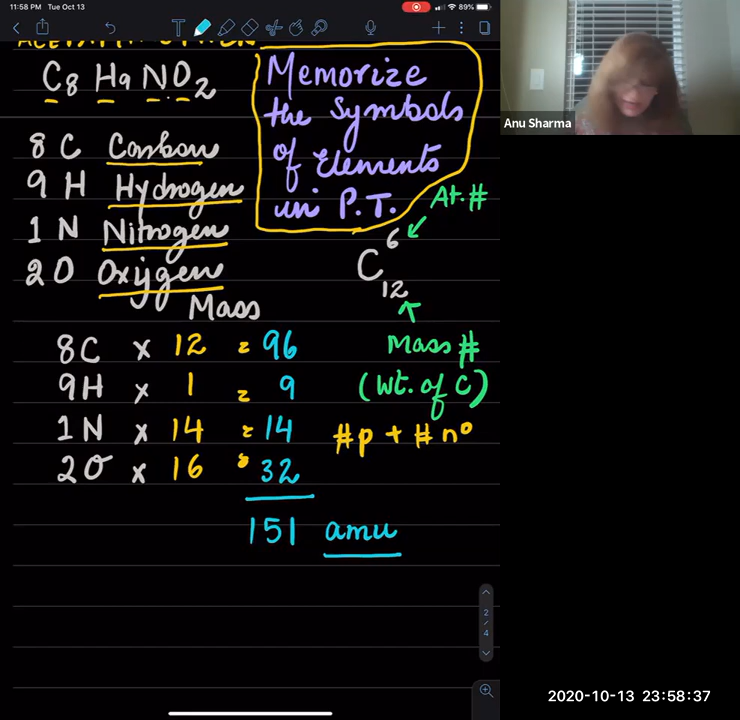 11:58 PM Tue Oct 13
89%
C8 H9 NO2
Memorize
the Symbols
of Elements
in P.T.
8 C Carbon
9 H Hydrogen
1 N Nitrogen
2 O Oxygen
At. #
C 6
12
Mass
Mass #
(Wt. of C)
#p + # nº
8C x 12 = 96
9H x 1 = 9
1N x 14 = 14
2O x 16 = 32
151 amu
Anu Sharma
2
/
4
2020-10-13 23:58:37